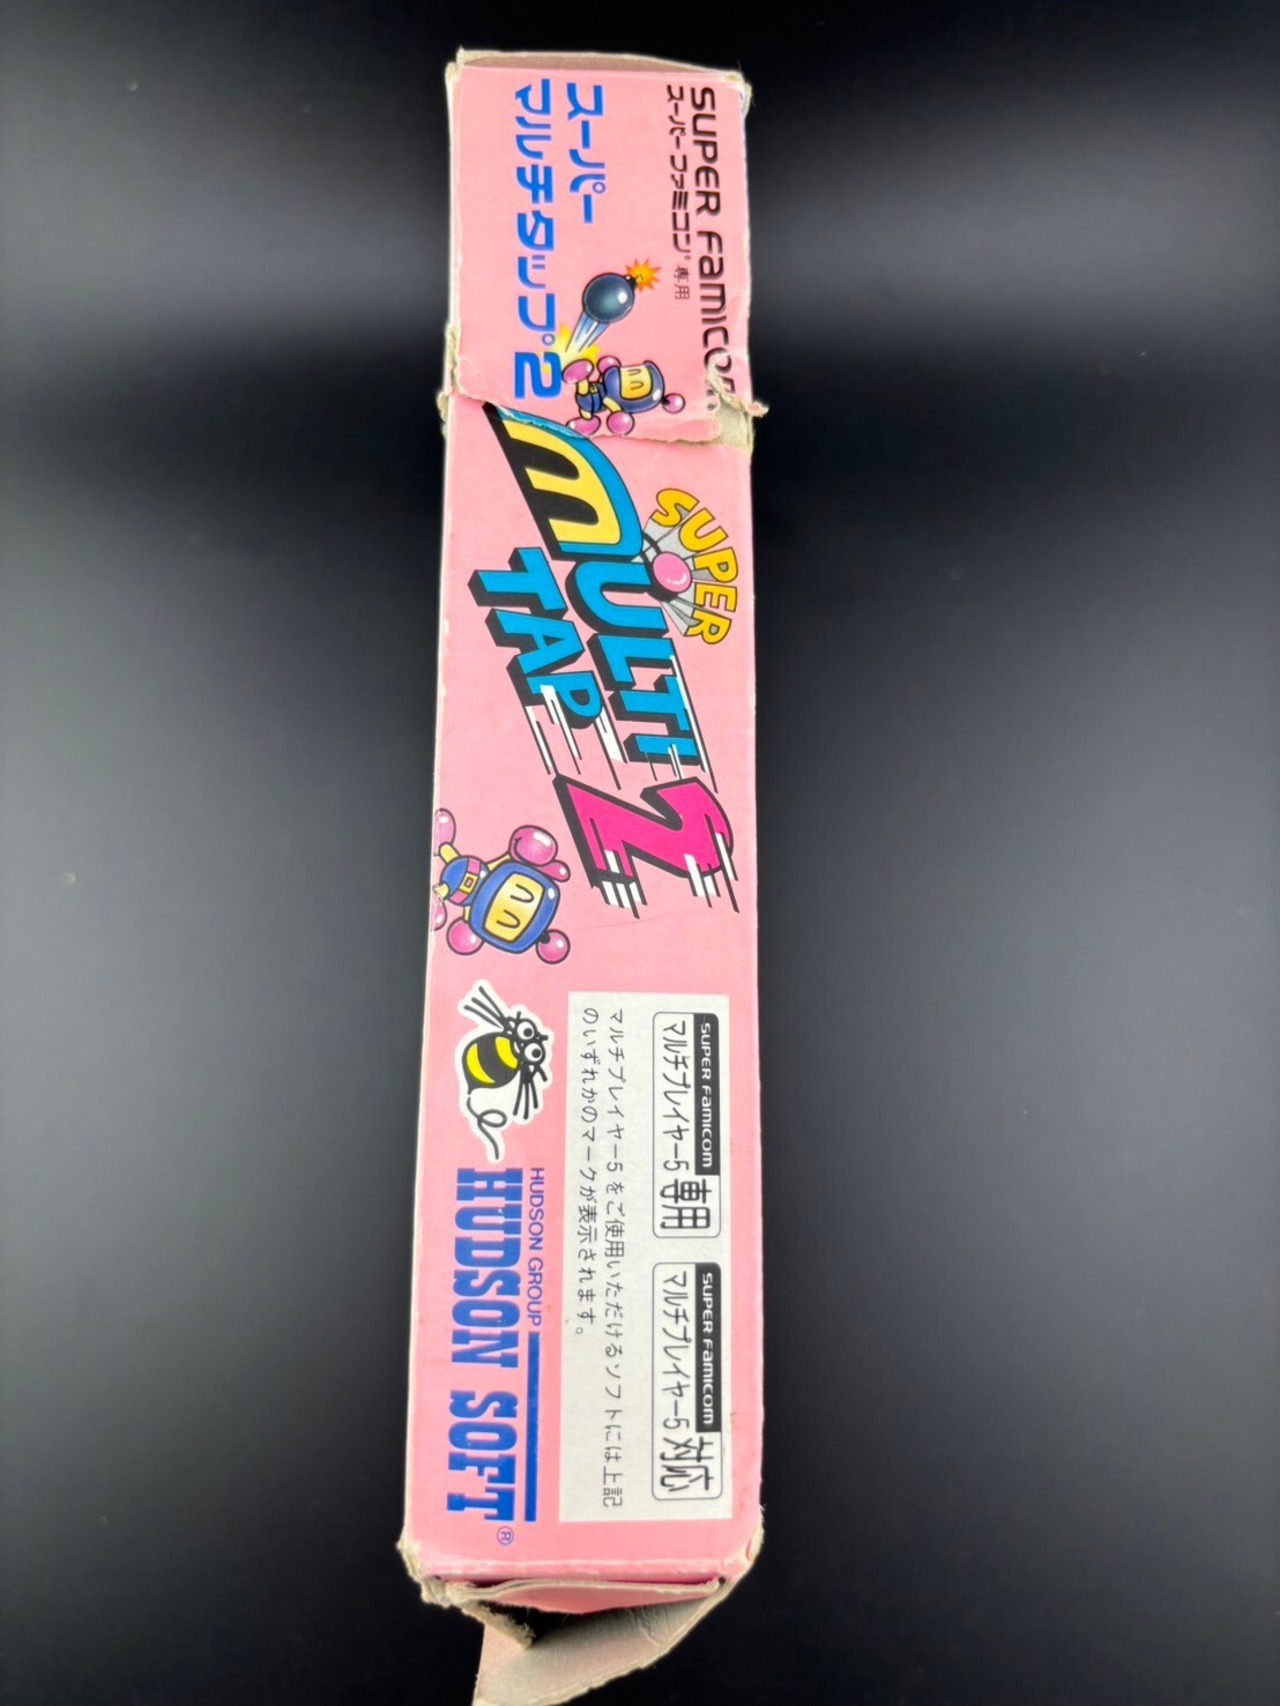 SUPER FAMICOM
スーパーファミコン®専用
スーパー
マルチタップ2
SUPER
MULTI
TAP
2
SUPER FAMICOM
マルチプレイヤー5専用
SUPER FAMICOM
マルチプレイヤー5対応
マルチプレイヤー5をご使用いただけるソフトには上記
のいずれかのマークが表示されます。
HUDSON GROUP
HUDSON SOFT®